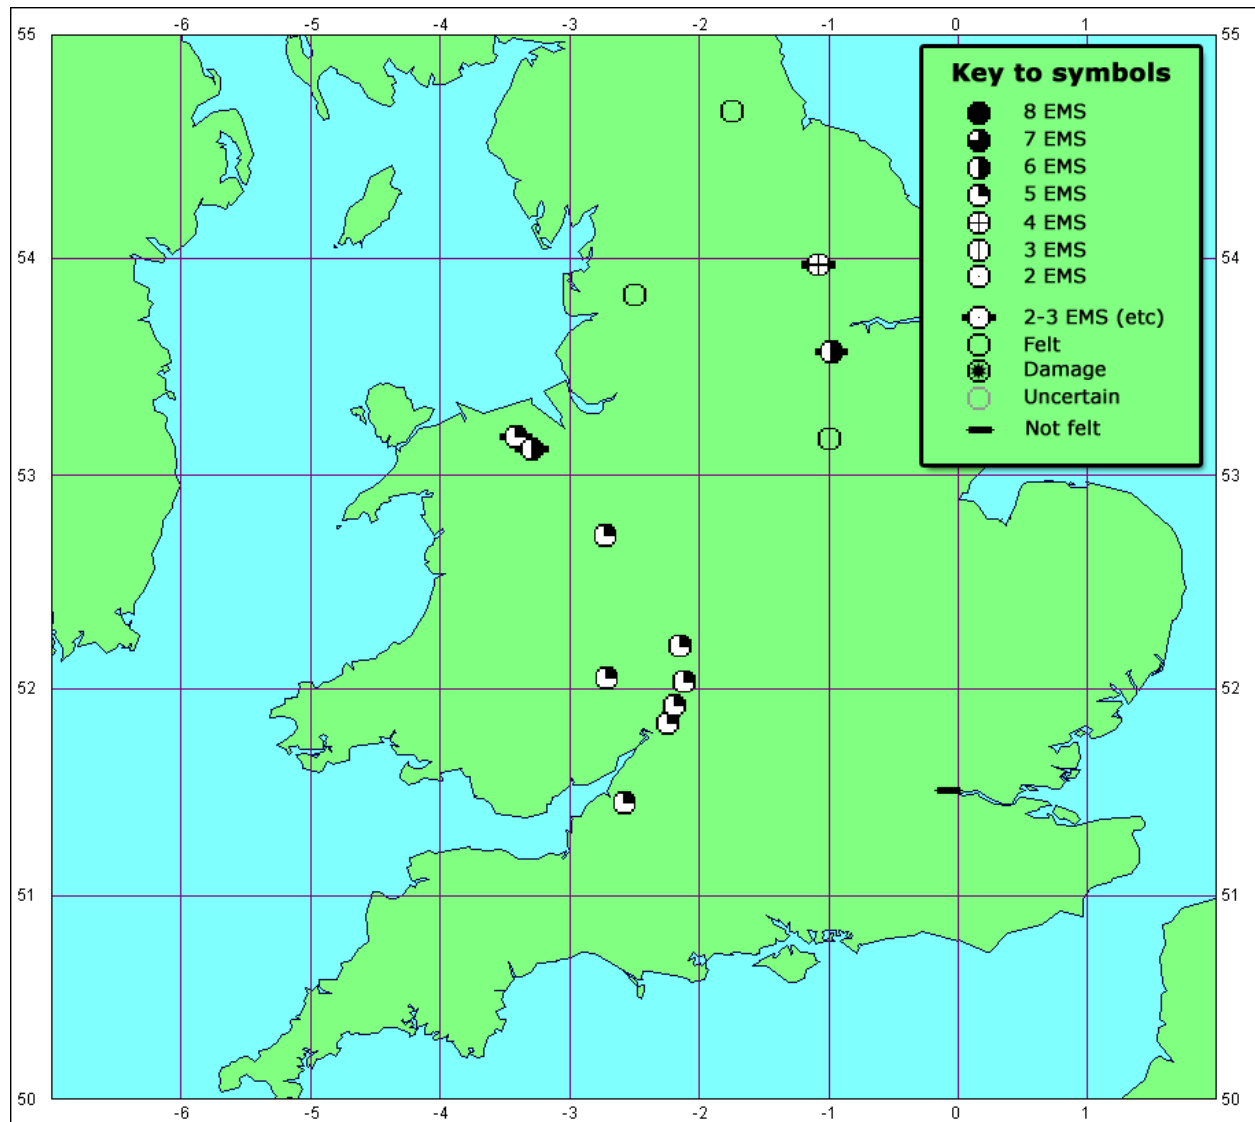 -6 -5 -4 -3 -2 -1 0 1
55 55
Key to symbols
8 EMS
7 EMS
6 EMS
5 EMS
4 EMS
3 EMS
2 EMS
2-3 EMS (etc)
Felt
Damage
Uncertain
Not felt
54
53 53
52 52
51 51
50 50
-6 -5 -4 -3 -2 -1 0 1